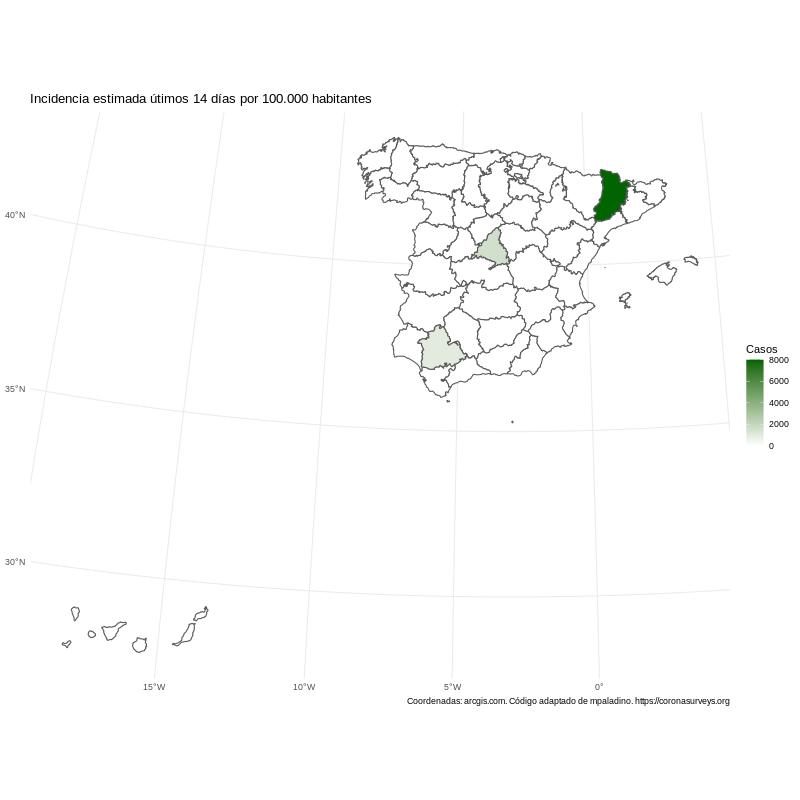 Incidencia estimada útimos 14 días por 100.000 habitantes
40°N
35°N
30°N
15°W
10°W
5°W
0°
Casos
8000
6000
4000
2000
0
Coordenadas: arcgis.com. Código adaptado de mpaladino. https://coronasurveys.org